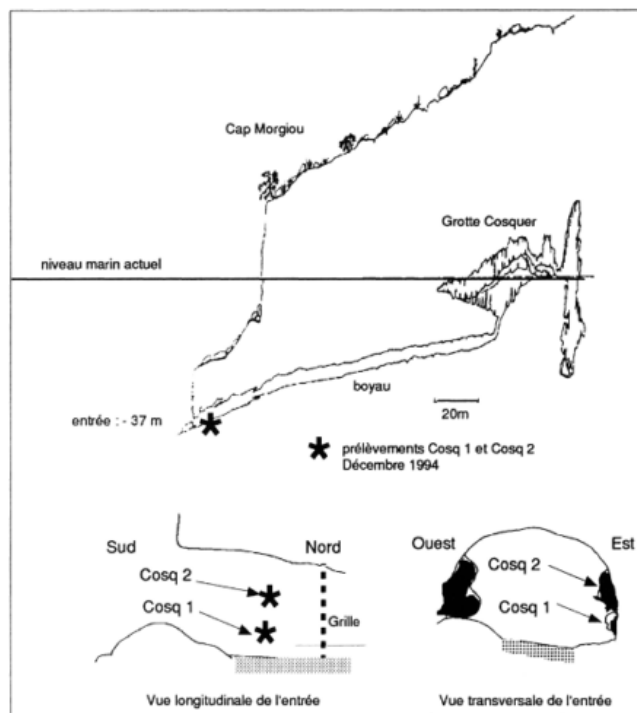 Cap Morgiou
Grotte Cosquer
niveau marin actuel
boyau
20m
entrée : - 37 m
prélèvements Cosq 1 et Cosq 2
Décembre 1994
Sud
Nord
Cosq 2
Cosq 1
Grille
Vue longitudinale de l'entrée
Ouest
Est
Cosq 2
Cosq 1
Vue transversale de l'entrée